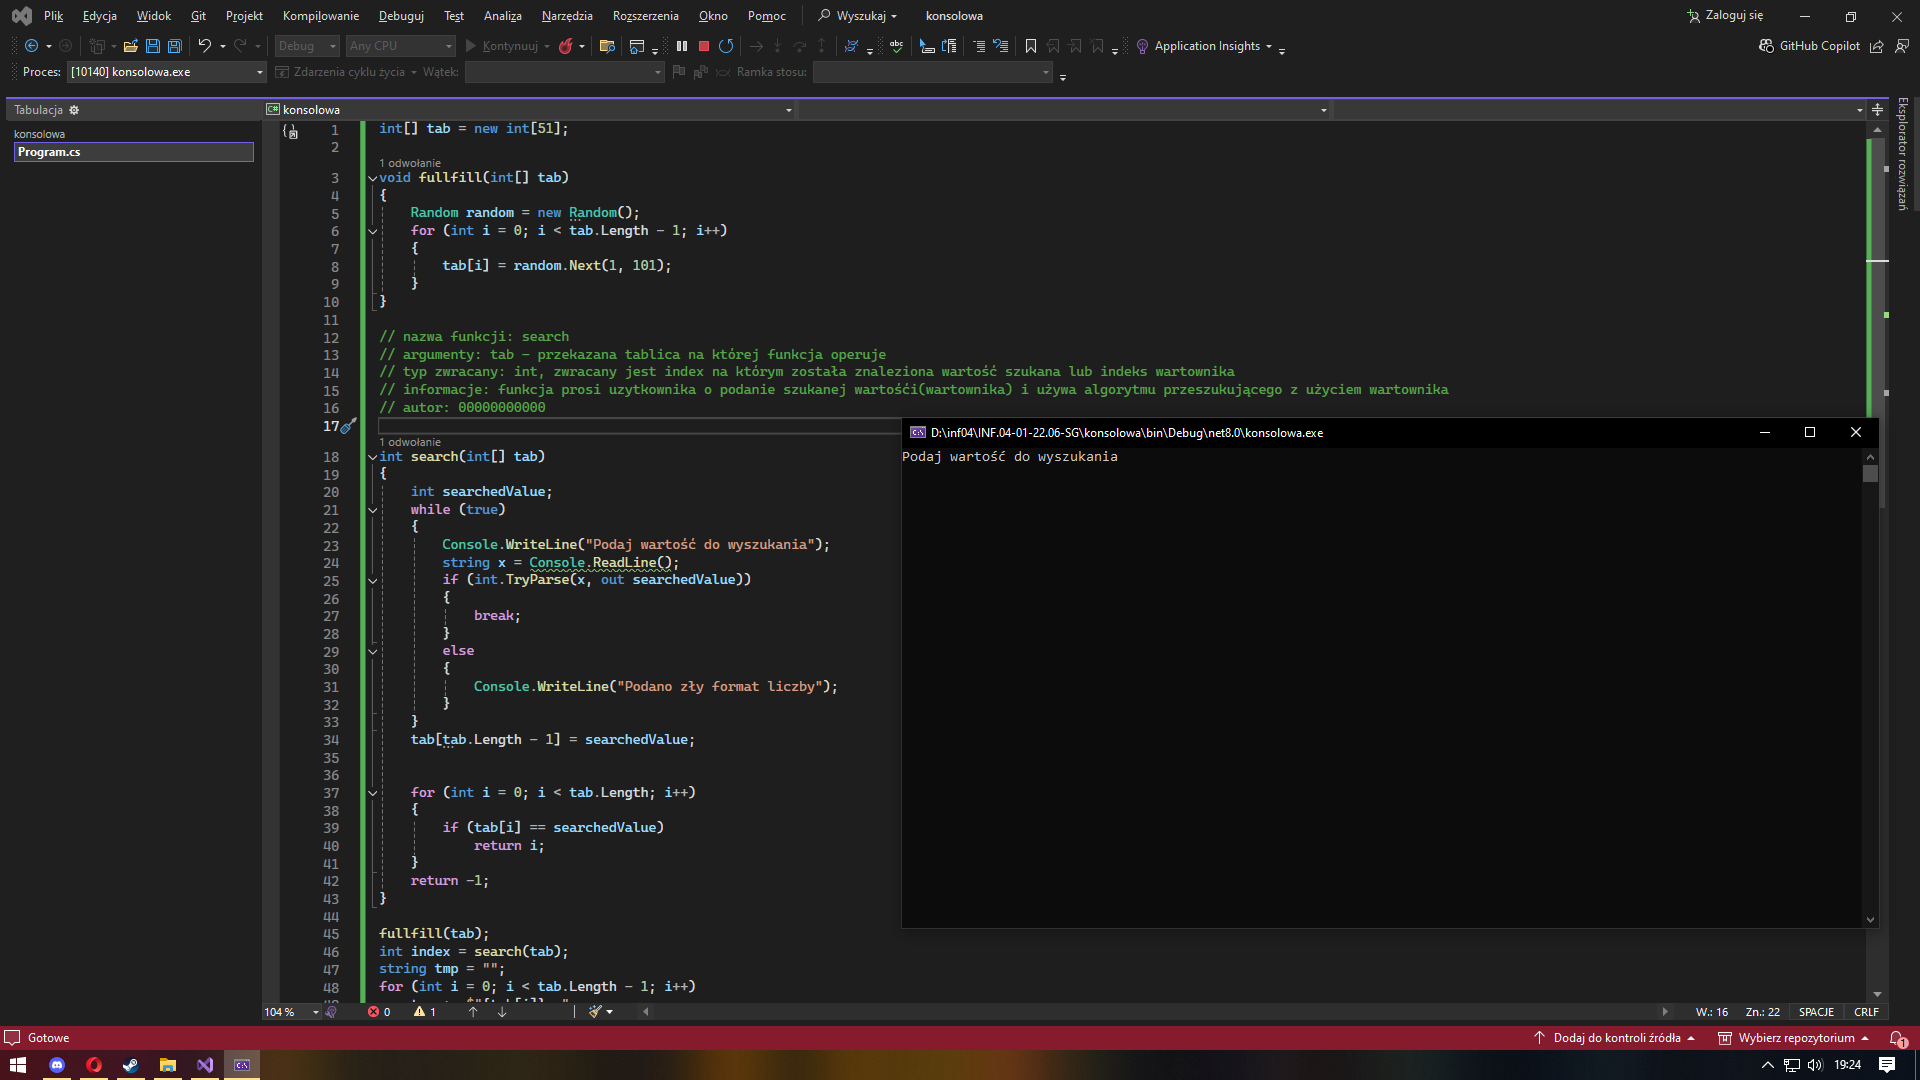 Plik Edycja Widok Git Projekt Kompilowanie Debuguj Test Analiza Narzędzia Rozszerzenia Okno Pomoc Wyszukaj konsolowa Zaloguj się
Debug Any CPU Kontynuuj Application Insights GitHub Copilot
Proces: [10140] konsolowa.exe Zdarzenia cyklu życia Wątek: Ramka stosu:
Tabulacja
konsolowa
Program.cs
konsolowa
Eksplorator rozwiązań
1 int[] tab = new int[51];
2
1 odwołanie
3 void fullfill(int[] tab)
4 {
5 Random random = new Random();
6 for (int i = 0; i < tab.Length - 1; i++)
7 {
8 tab[i] = random.Next(1, 101);
9 }
10 }
11
12 // nazwa funkcji: search
13 // argumenty: tab - przekazana tablica na której funkcja operuje
14 // typ zwracany: int, zwracany jest index na którym została znaleziona wartość szukana lub indeks wartownika
15 // informacje: funkcja prosi uzytkownika o podanie szukanej wartośći(wartownika) i używa algorytmu przeszukującego z użyciem wartownika
16 // autor: 00000000000
17
1 odwołanie
18 int search(int[] tab)
19 {
20 int searchedValue;
21 while (true)
22 {
23 Console.WriteLine("Podaj wartość do wyszukania");
24 string x = Console.ReadLine();
25 if (int.TryParse(x, out searchedValue))
26 {
27 break;
28 }
29 else
30 {
31 Console.WriteLine("Podano zły format liczby");
32 }
33 }
34 tab[tab.Length - 1] = searchedValue;
35
36
37 for (int i = 0; i < tab.Length; i++)
38 {
39 if (tab[i] == searchedValue)
40 return i;
41 }
42 return -1;
43 }
44
45 fullfill(tab);
46 int index = search(tab);
47 string tmp = "";
48 for (int i = 0; i < tab.Length - 1; i++)
D:\inf04\INF.04-01-22.06-SG\konsolowa\bin\Debug\net8.0\konsolowa.exe
Podaj wartość do wyszukania
104 % 0 1 W.: 16 Zn.: 22 SPACJE CRLF
Gotowe Dodaj do kontroli źródła Wybierz repozytorium 1
19:24